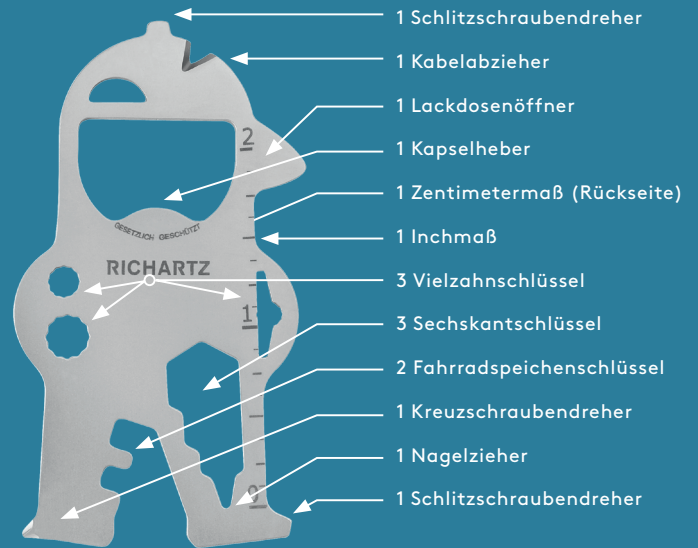 1 Schlitzschraubendreher
1 Kabelabzieher
1 Lackdosenöffner
1 Kapselheber
1 Zentimetermaß (Rückseite)
1 Inchmaß
3 Vielzahnschlüssel
3 Sechskantschlüssel
2 Fahrradspeichenschlüssel
1 Kreuzschraubendreher
1 Nagelzieher
1 Schlitzschraubendreher
2
GESETZLICH GESCHÜTZT
RICHARTZ
1
0